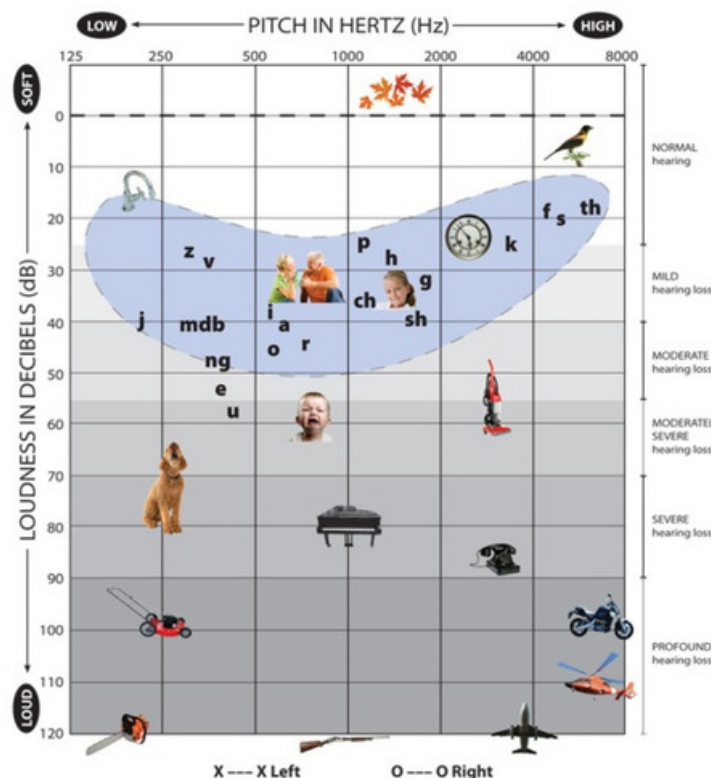 LOW PITCH IN HERTZ (Hz) HIGH
125 250 500 1000 2000 4000 8000
SOFT
LOUDNESS IN DECIBELS (dB)
LOUD
0
10
20
30
40
50
60
70
80
90
100
110
120
NORMAL
hearing
MILD
hearing loss
MODERATE
hearing loss
SEVERE
hearing loss
SEVERE
hearing loss
PROFOUND
hearing loss
f s th
z v p h k
g
j mdb i a ch sh
ng o r
e
u
X --- X Left O --- O Right